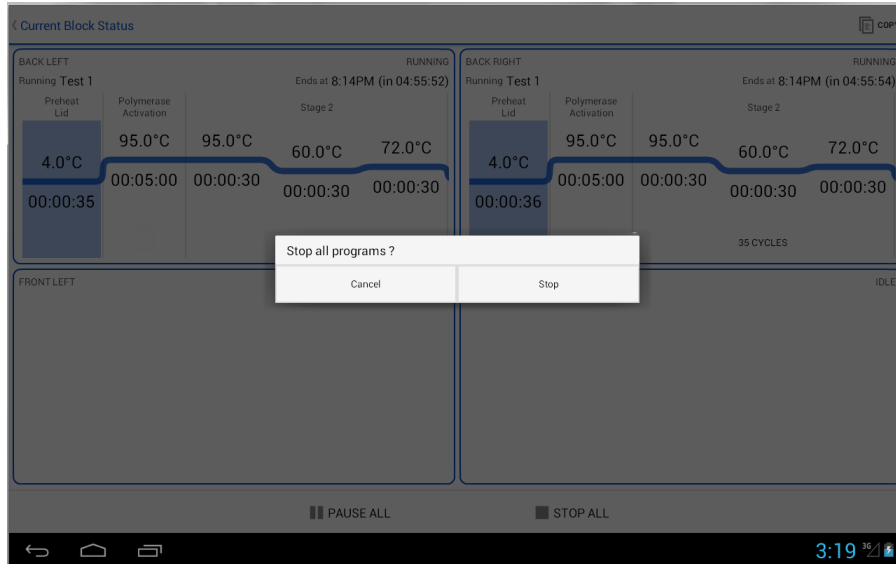 Current Block Status
COPY
BACK LEFT
RUNNING
Running Test 1
Ends at 8:14PM (in 04:55:52)
Preheat
Lid
Polymerase
Activation
Stage 2
4.0°C
95.0°C
95.0°C
60.0°C
72.0°C
00:00:35
00:05:00
00:00:30
00:00:30
00:00:30
BACK RIGHT
RUNNING
Running Test 1
Ends at 8:14PM (in 04:55:54)
Preheat
Lid
Polymerase
Activation
Stage 2
4.0°C
95.0°C
95.0°C
60.0°C
72.0°C
00:00:36
00:05:00
00:00:30
00:00:30
00:00:30
35 CYCLES
Stop all programs ?
Cancel
Stop
FRONT LEFT
IDLE
PAUSE ALL
STOP ALL
3:19
3G